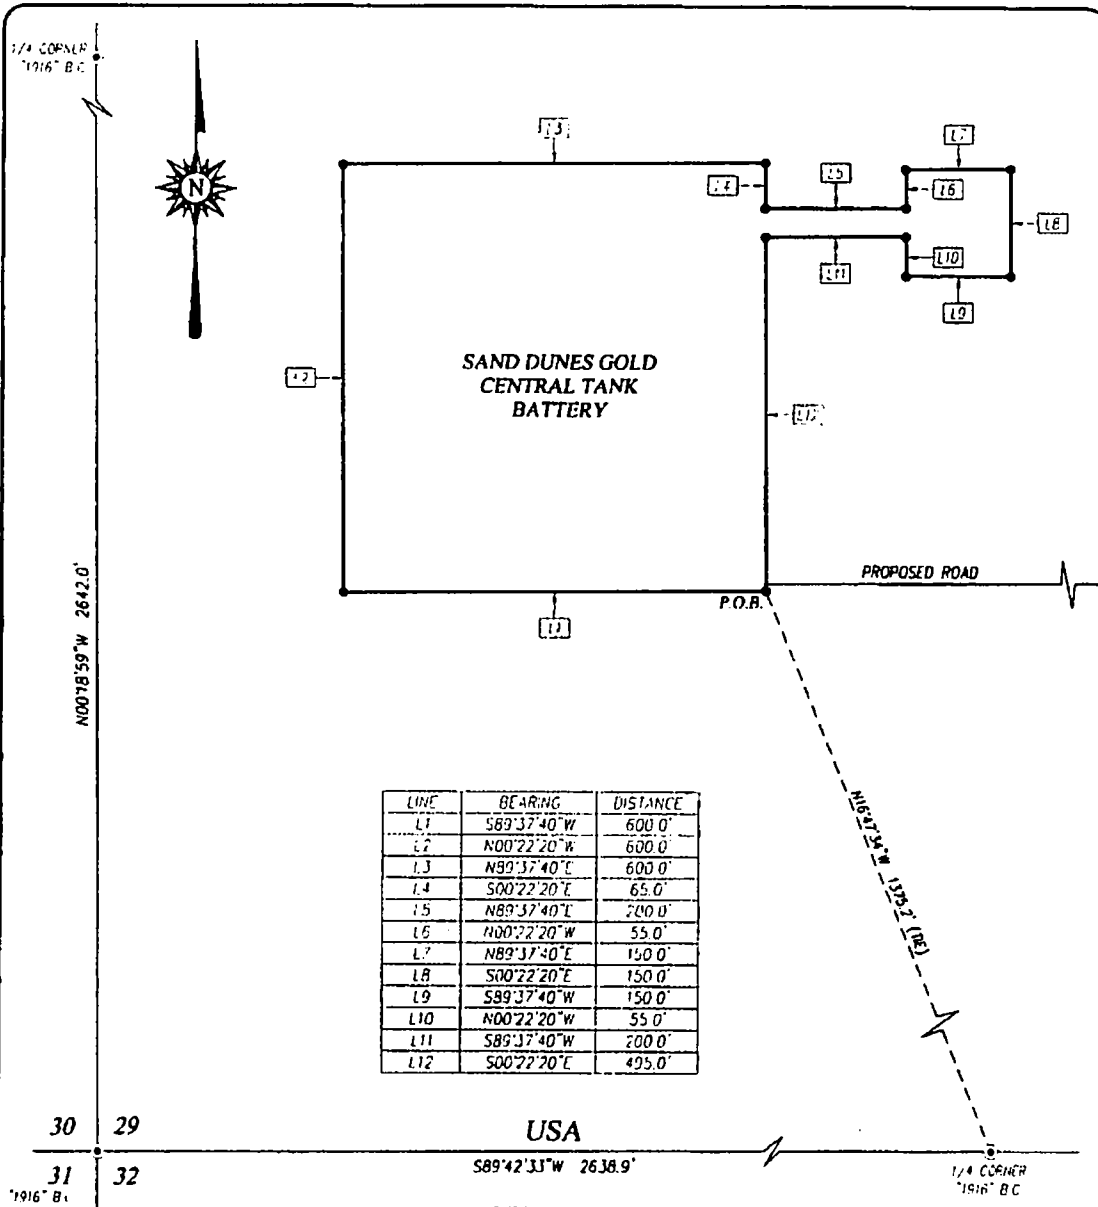 1/4 CORNER
"1916" B.C.
N
L3
L4
L5
L6
L7
L8
L10
L11
L9
L2
SAND DUNES GOLD
CENTRAL TANK
BATTERY
L12
PROPOSED ROAD
P.O.B.
L1
N00°18'59"W 2642.0'
LINE BEARING DISTANCE
L1 S89°37'40"W 600.0'
L2 N00°22'20"W 600.0'
L3 N89°37'40"E 600.0'
L4 S00°22'20"E 65.0'
L5 N89°37'40"E 200.0'
L6 N00°22'20"W 55.0'
L7 N89°37'40"E 150.0'
L8 S00°22'20"E 150.0'
L9 S89°37'40"W 150.0'
L10 N00°22'20"W 55.0'
L11 S89°37'40"W 200.0'
L12 S00°22'20"E 495.0'
N16°47'34"W 1375.2' (TIE)
30 29
USA
31 32
"1916" B.C.
S89°42'33"W 2638.9'
1/4 CORNER
"1916" B.C.